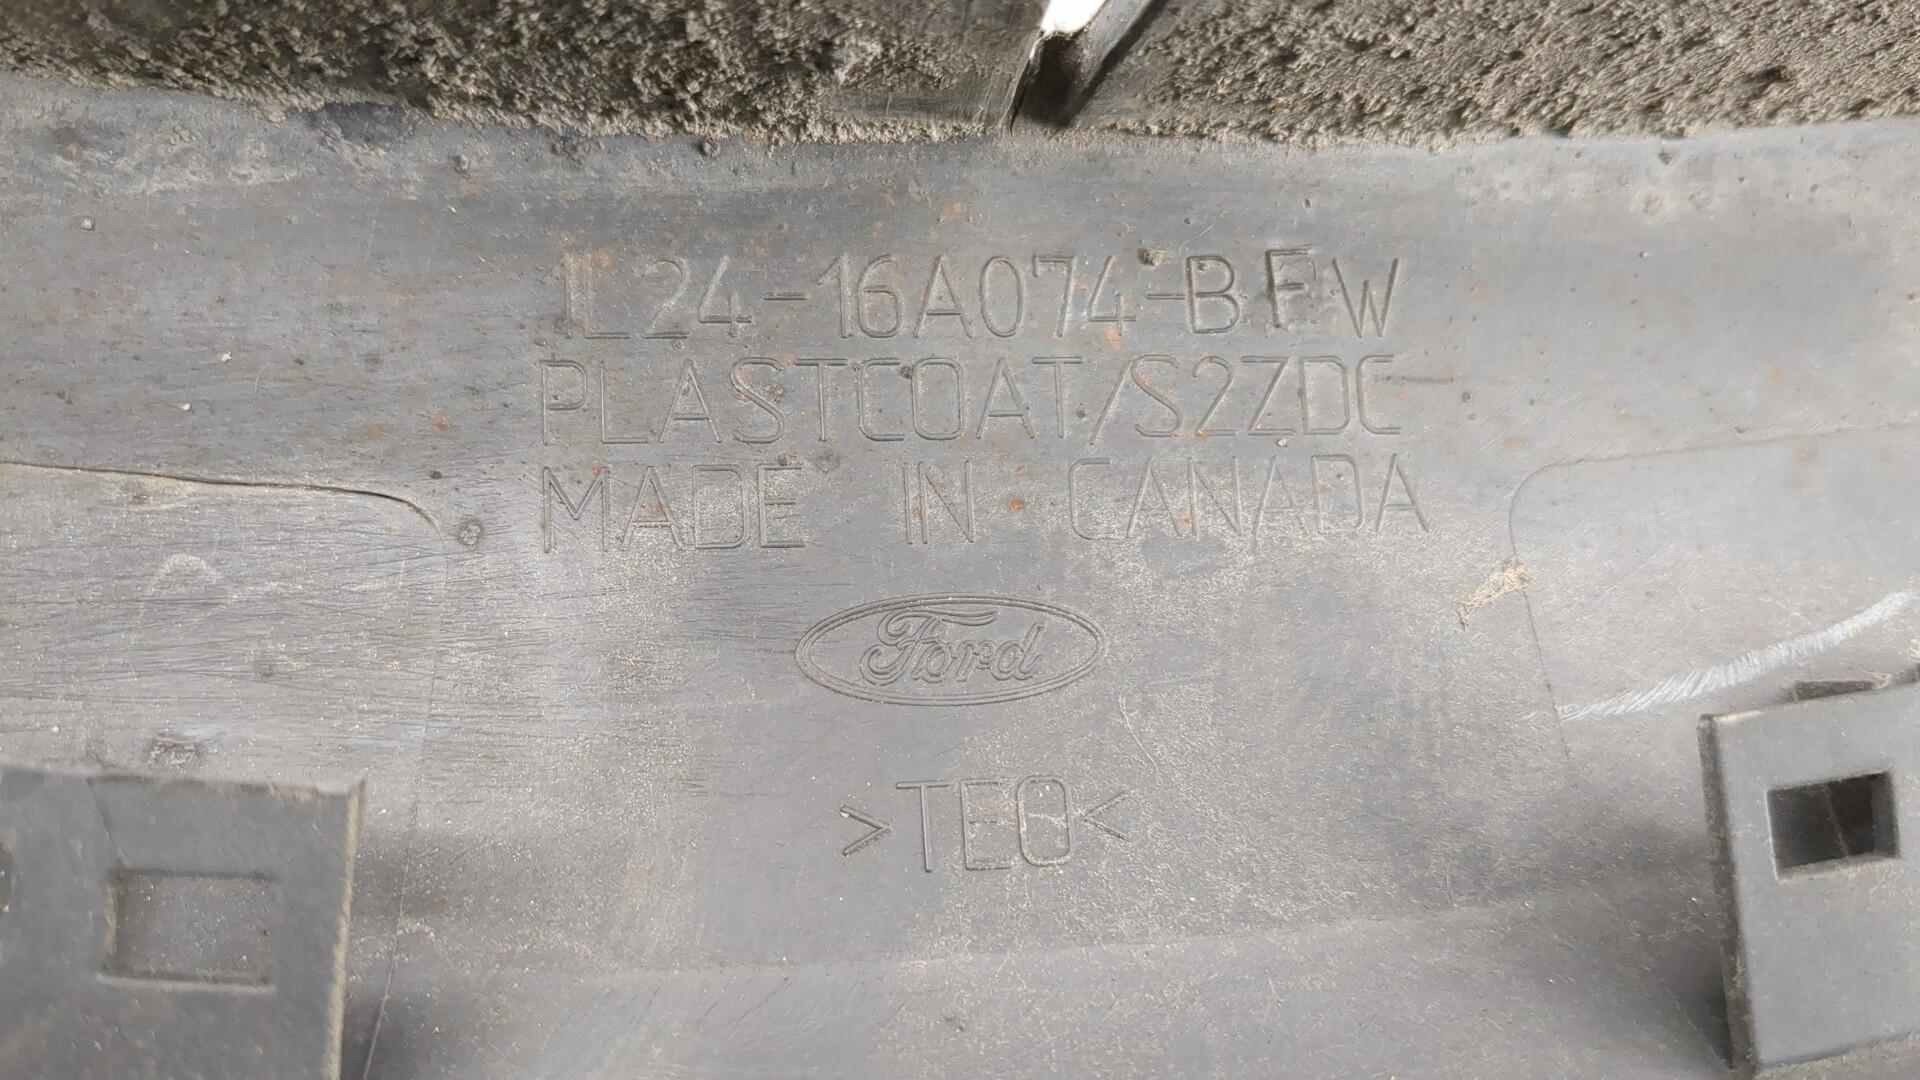 1L24-16A074-BFW
PLASTCOAT/S2ZDC
MADE IN CANADA
Ford
>TEO<